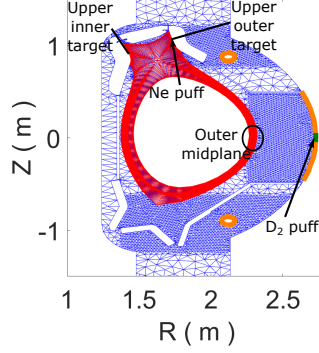 Upper
inner
target
Upper
outer
target
Ne puff
Outer
midplane
D₂ puff
Z ( m )
1
0
-1
1
1.5
2
2.5
R ( m )